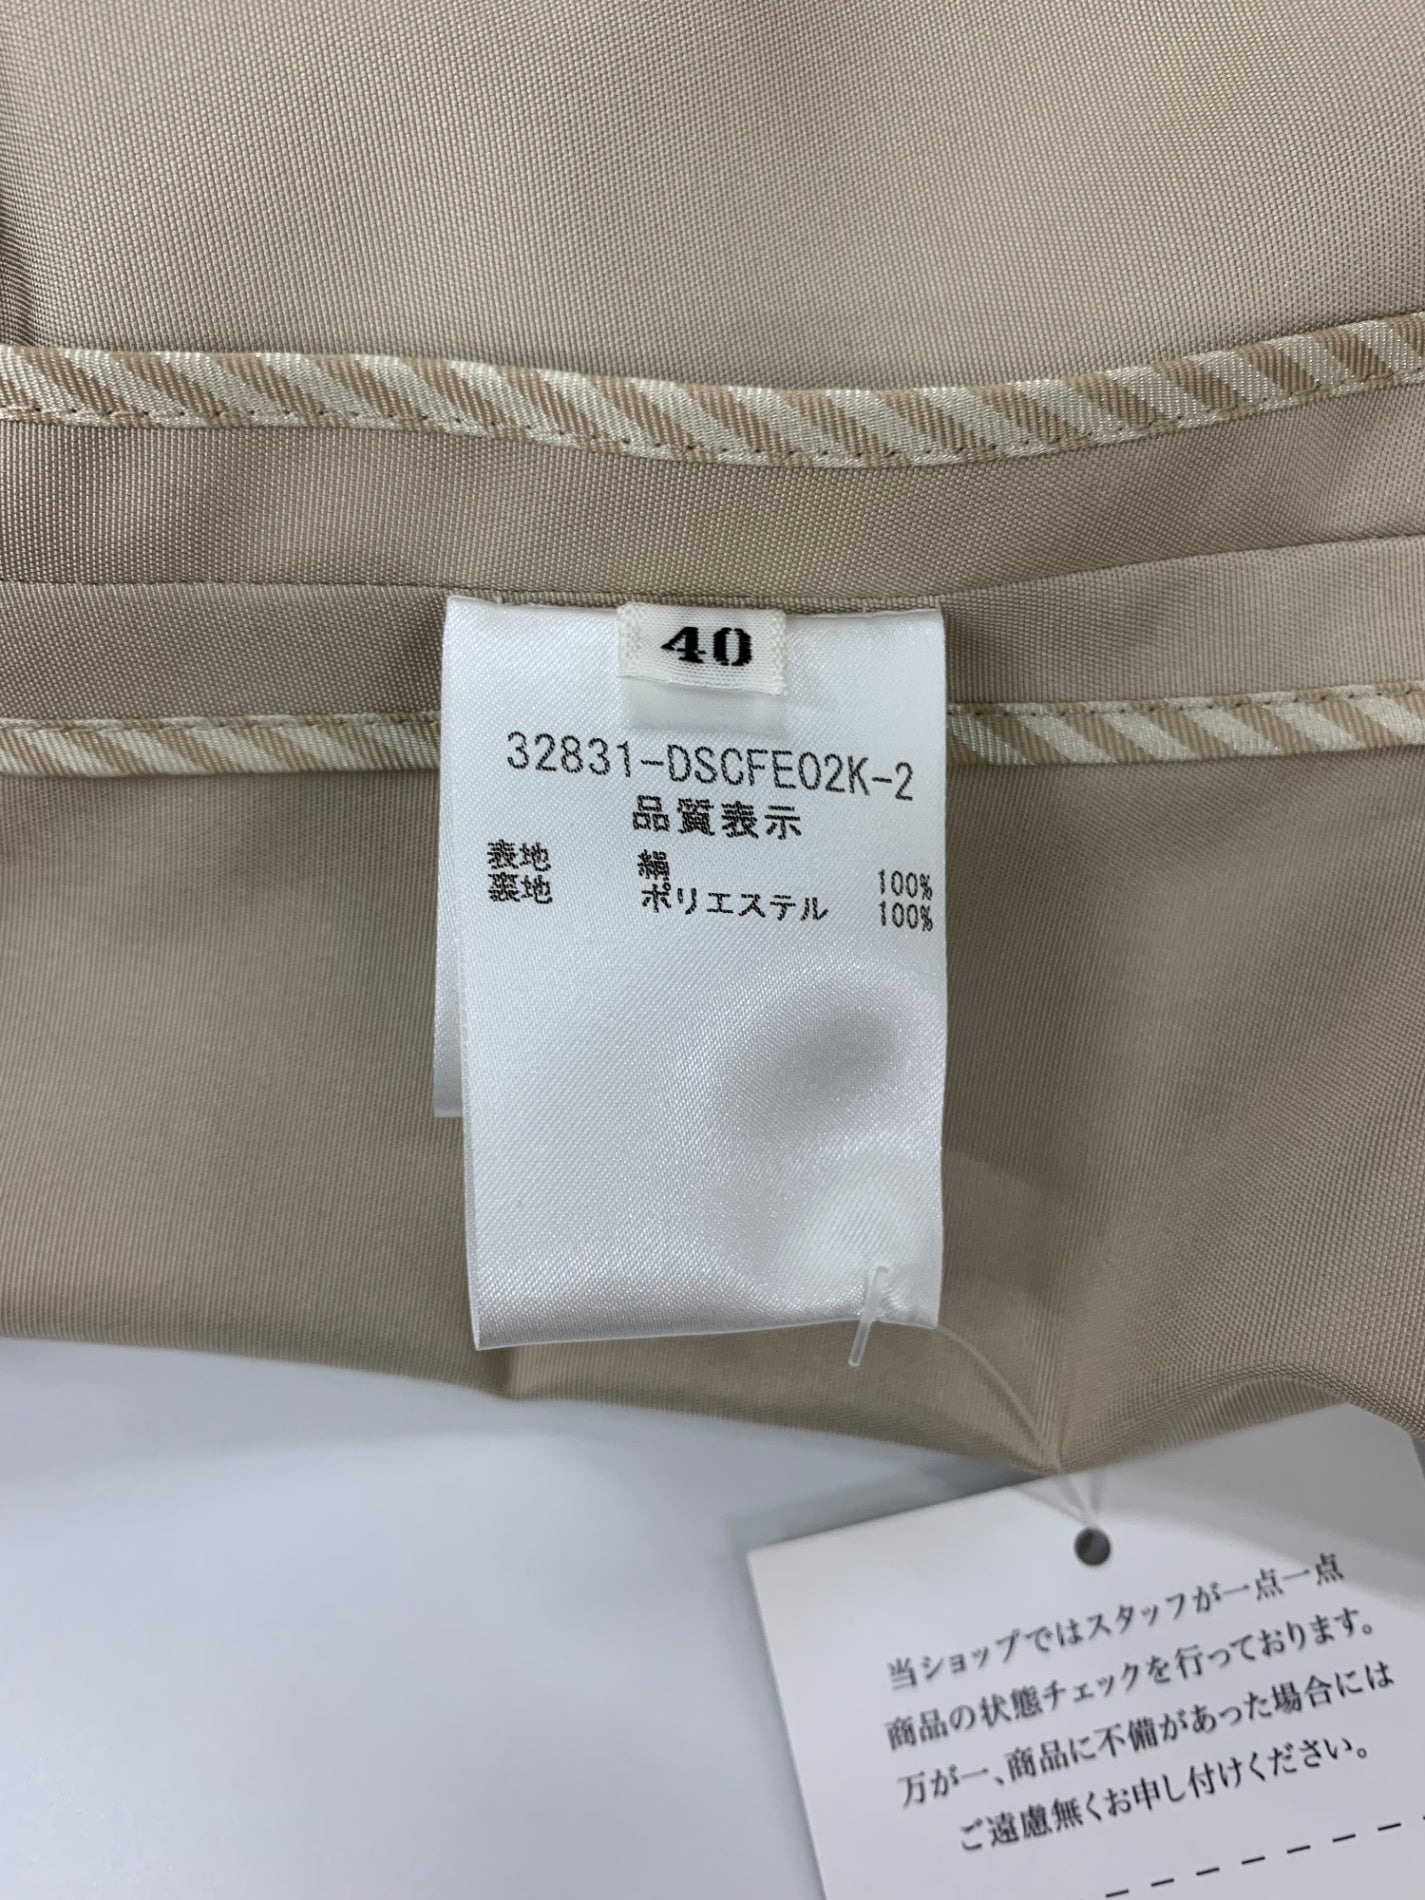 40
32831-DSCFE02K-2
品質表示
表地 絹 100%
裏地 ポリエステル 100%
当ショップではスタッフが一点一点
商品の状態チェックを行っております。
万が一、商品に不備があった場合には
ご遠慮無くお申し付けください。